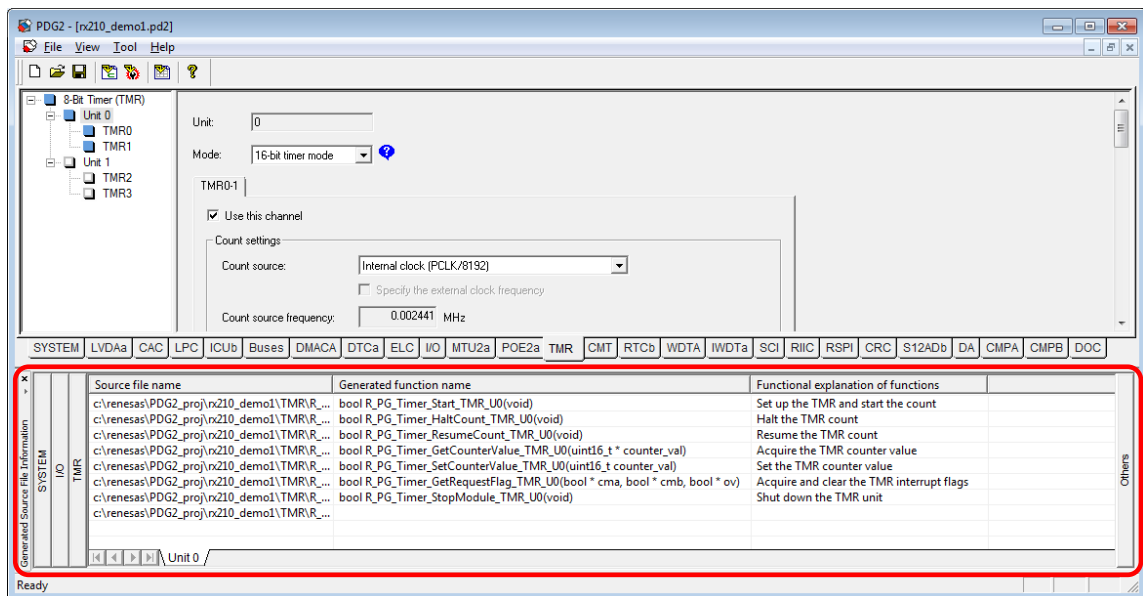 PDG2 - [rx210_demo1.pd2]
File View Tool Help
8-Bit Timer (TMR)
Unit 0
TMR0
TMR1
Unit 1
TMR2
TMR3
Unit: 0
Mode: 16-bit timer mode
TMR0-1
Use this channel
Count settings
Count source: Internal clock (PCLK/8192)
Specify the external clock frequency
Count source frequency: 0.002441 MHz
SYSTEM LVDAa CAC LPC ICUb Buses DMACA DTCa ELC I/O MTU2a POE2a TMR CMT RTCb WDTA IWDTa SCI RIIC RSPI CRC S12ADb DA CMPA CMPB DOC
Generated Source File Information
SYSTEM
I/O
TMR
Source file name Generated function name Functional explanation of functions
c:\renesas\PDG2_proj\rx210_demo1\TMR\R_... bool R_PG_Timer_Start_TMR_U0(void) Set up the TMR and start the count
c:\renesas\PDG2_proj\rx210_demo1\TMR\R_... bool R_PG_Timer_HaltCount_TMR_U0(void) Halt the TMR count
c:\renesas\PDG2_proj\rx210_demo1\TMR\R_... bool R_PG_Timer_ResumeCount_TMR_U0(void) Resume the TMR count
c:\renesas\PDG2_proj\rx210_demo1\TMR\R_... bool R_PG_Timer_GetCounterValue_TMR_U0(uint16_t * counter_val) Acquire the TMR counter value
c:\renesas\PDG2_proj\rx210_demo1\TMR\R_... bool R_PG_Timer_SetCounterValue_TMR_U0(uint16_t counter_val) Set the TMR counter value
c:\renesas\PDG2_proj\rx210_demo1\TMR\R_... bool R_PG_Timer_GetRequestFlag_TMR_U0(bool * cma, bool * cmb, bool * ov) Acquire and clear the TMR interrupt flags
c:\renesas\PDG2_proj\rx210_demo1\TMR\R_... bool R_PG_Timer_StopModule_TMR_U0(void) Shut down the TMR unit
c:\renesas\PDG2_proj\rx210_demo1\TMR\R_...
Others
Unit 0
Ready